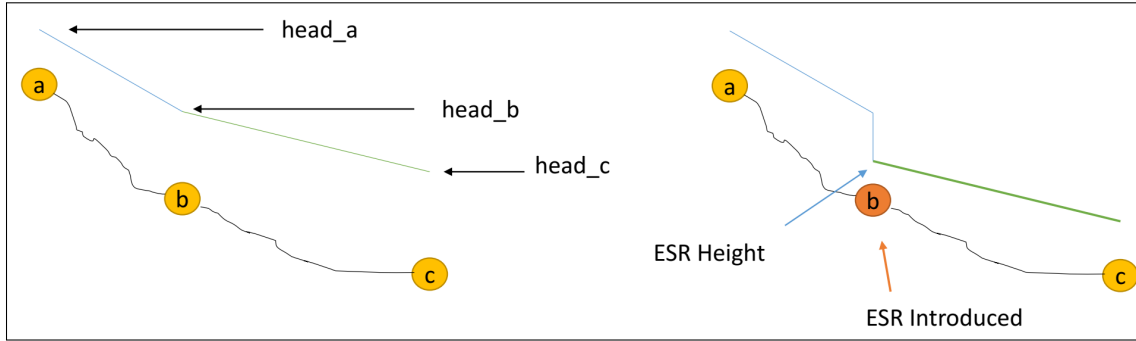 head_a
a
head_b
head_c
b
c
a
b
ESR Height
c
ESR Introduced